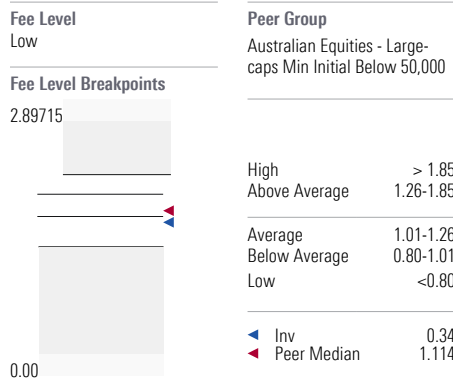 Fee Level
Low
Fee Level Breakpoints
2.89715
0.00
Peer Group
Australian Equities - Large-
caps Min Initial Below 50,000
High > 1.85
Above Average 1.26-1.85
Average 1.01-1.26
Below Average 0.80-1.01
Low <0.80
Inv 0.34
Peer Median 1.114